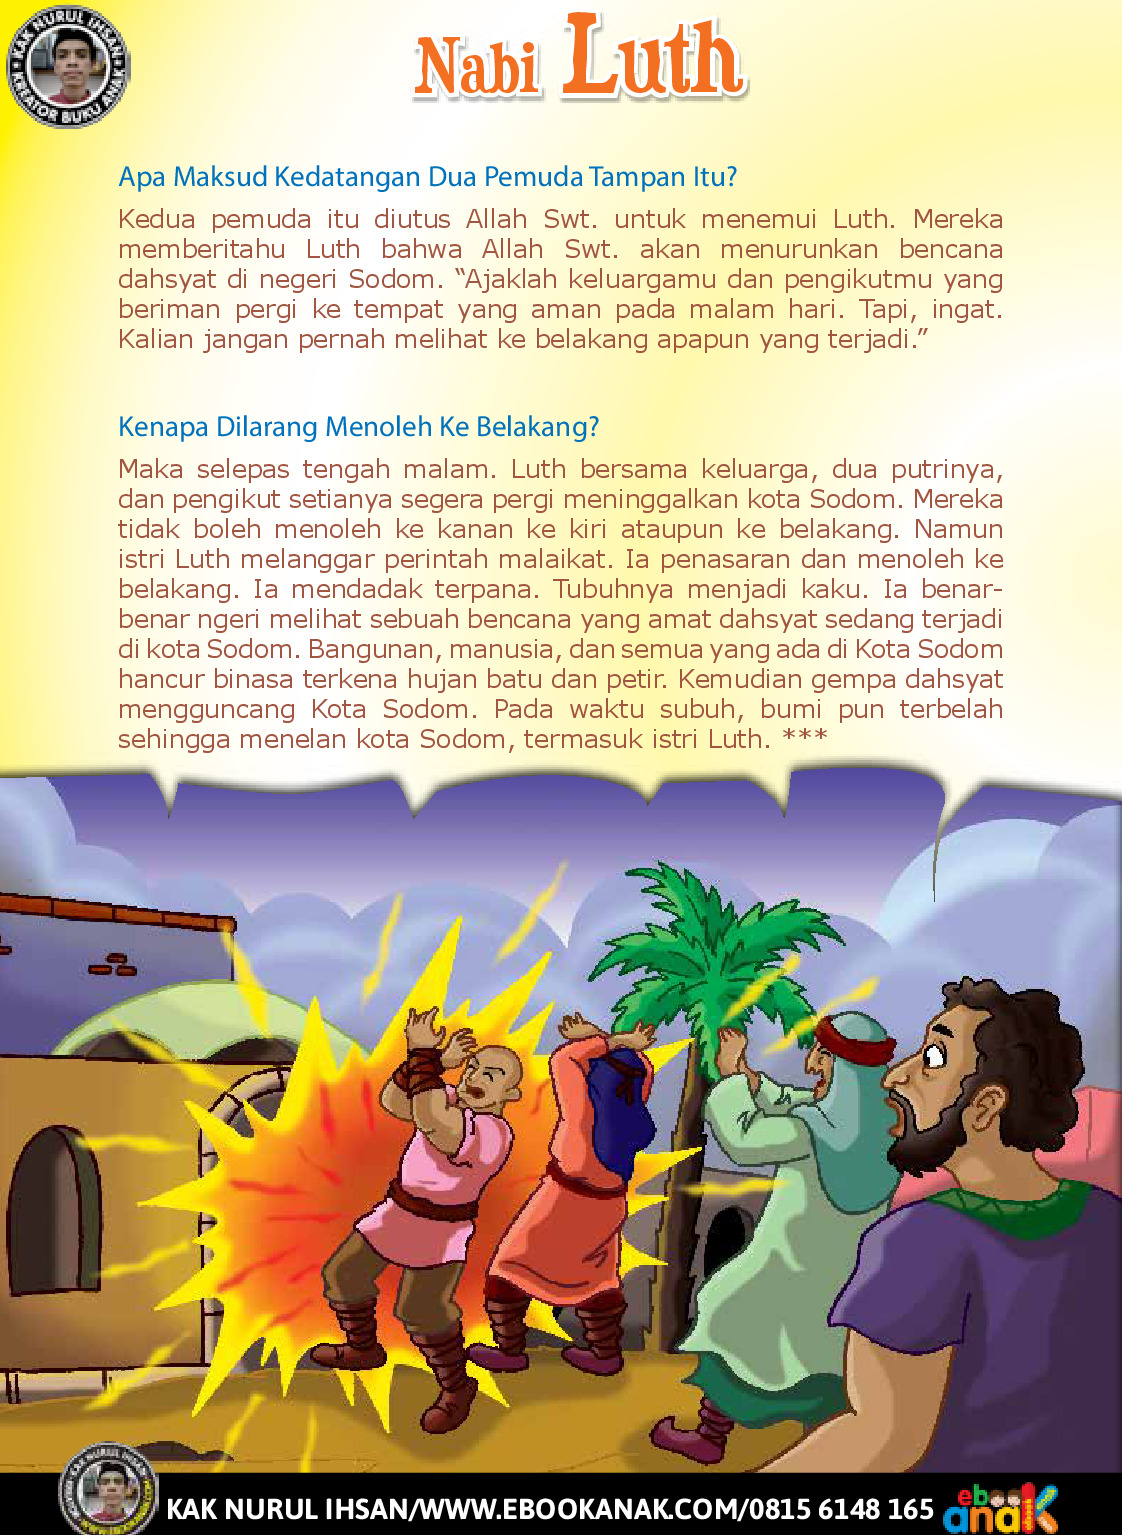 KAK NURUL IHSAN
KREATOR BUKU ANAK
Nabi Luth
Apa Maksud Kedatangan Dua Pemuda Tampan Itu?
Kedua pemuda itu diutus Allah Swt. untuk menemui Luth. Mereka
memberitahu Luth bahwa Allah Swt. akan menurunkan bencana
dahsyat di negeri Sodom. “Ajaklah keluargamu dan pengikutmu yang
beriman pergi ke tempat yang aman pada malam hari. Tapi, ingat.
Kalian jangan pernah melihat ke belakang apapun yang terjadi.”
Kenapa Dilarang Menoleh Ke Belakang?
Maka selepas tengah malam. Luth bersama keluarga, dua putrinya,
dan pengikut setianya segera pergi meninggalkan kota Sodom. Mereka
tidak boleh menoleh ke kanan ke kiri ataupun ke belakang. Namun
istri Luth melanggar perintah malaikat. Ia penasaran dan menoleh ke
belakang. Ia mendadak terpana. Tubuhnya menjadi kaku. Ia benar-
benar ngeri melihat sebuah bencana yang amat dahsyat sedang terjadi
di kota Sodom. Bangunan, manusia, dan semua yang ada di Kota Sodom
hancur binasa terkena hujan batu dan petir. Kemudian gempa dahsyat
mengguncang Kota Sodom. Pada waktu subuh, bumi pun terbelah
sehingga menelan kota Sodom, termasuk istri Luth. ***
KAK NURUL IHSAN/WWW.EBOOKANAK.COM/0815 6148 165
ebook
anak